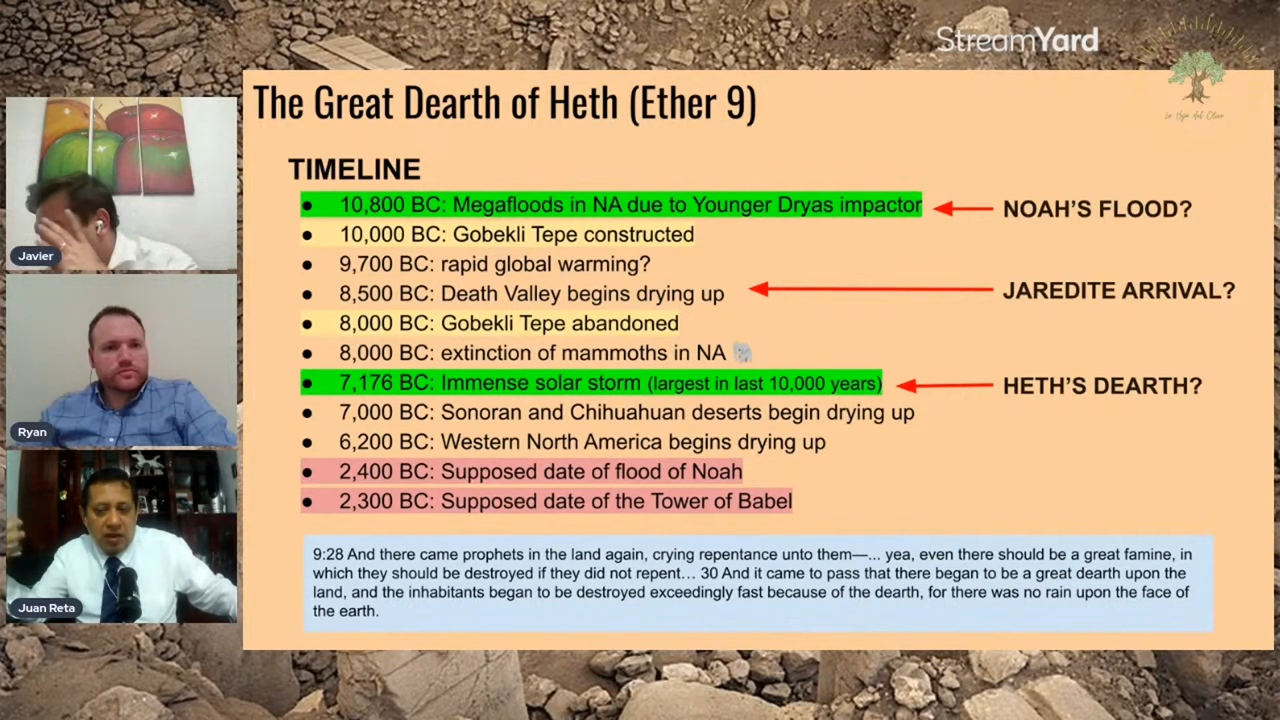 StreamYard
La Hoja del Olivo
The Great Dearth of Heth (Ether 9)
TIMELINE
● 10,800 BC: Megafloods in NA due to Younger Dryas impactor
NOAH'S FLOOD?
● 10,000 BC: Gobekli Tepe constructed
● 9,700 BC: rapid global warming?
● 8,500 BC: Death Valley begins drying up
JAREDITE ARRIVAL?
● 8,000 BC: Gobekli Tepe abandoned
● 8,000 BC: extinction of mammoths in NA 🐘
● 7,176 BC: Immense solar storm (largest in last 10,000 years)
HETH'S DEARTH?
● 7,000 BC: Sonoran and Chihuahuan deserts begin drying up
● 6,200 BC: Western North America begins drying up
● 2,400 BC: Supposed date of flood of Noah
● 2,300 BC: Supposed date of the Tower of Babel
9:28 And there came prophets in the land again, crying repentance unto them—... yea, even there should be a great famine, in
which they should be destroyed if they did not repent… 30 And it came to pass that there began to be a great dearth upon the
land, and the inhabitants began to be destroyed exceedingly fast because of the dearth, for there was no rain upon the face of
the earth.
Javier
Ryan
Juan Reta